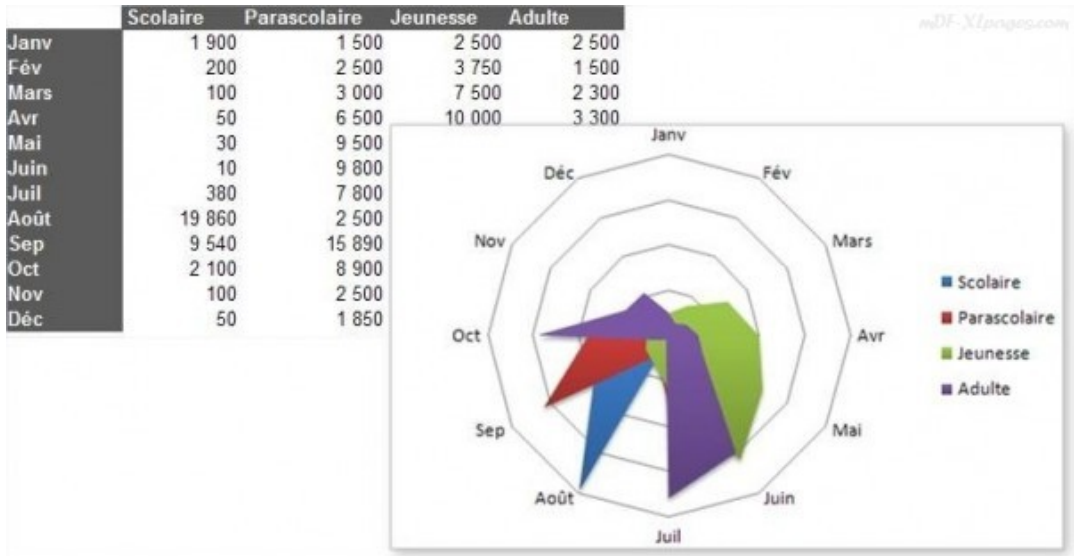 mDF-XLpages.com
Scolaire Parascolaire Jeunesse Adulte
Janv 1 900 1 500 2 500 2 500
Fév 200 2 500 3 750 1 500
Mars 100 3 000 7 500 2 300
Avr 50 6 500 10 000 3 300
Mai 30 9 500
Juin 10 9 800
Juil 380 7 800
Août 19 860 2 500
Sep 9 540 15 890
Oct 2 100 8 900
Nov 100 2 500
Déc 50 1 850
Janv
Déc Fév
Nov Mars
Oct Avr
Sep Mai
Août Juin
Juil
Scolaire
Parascolaire
Jeunesse
Adulte